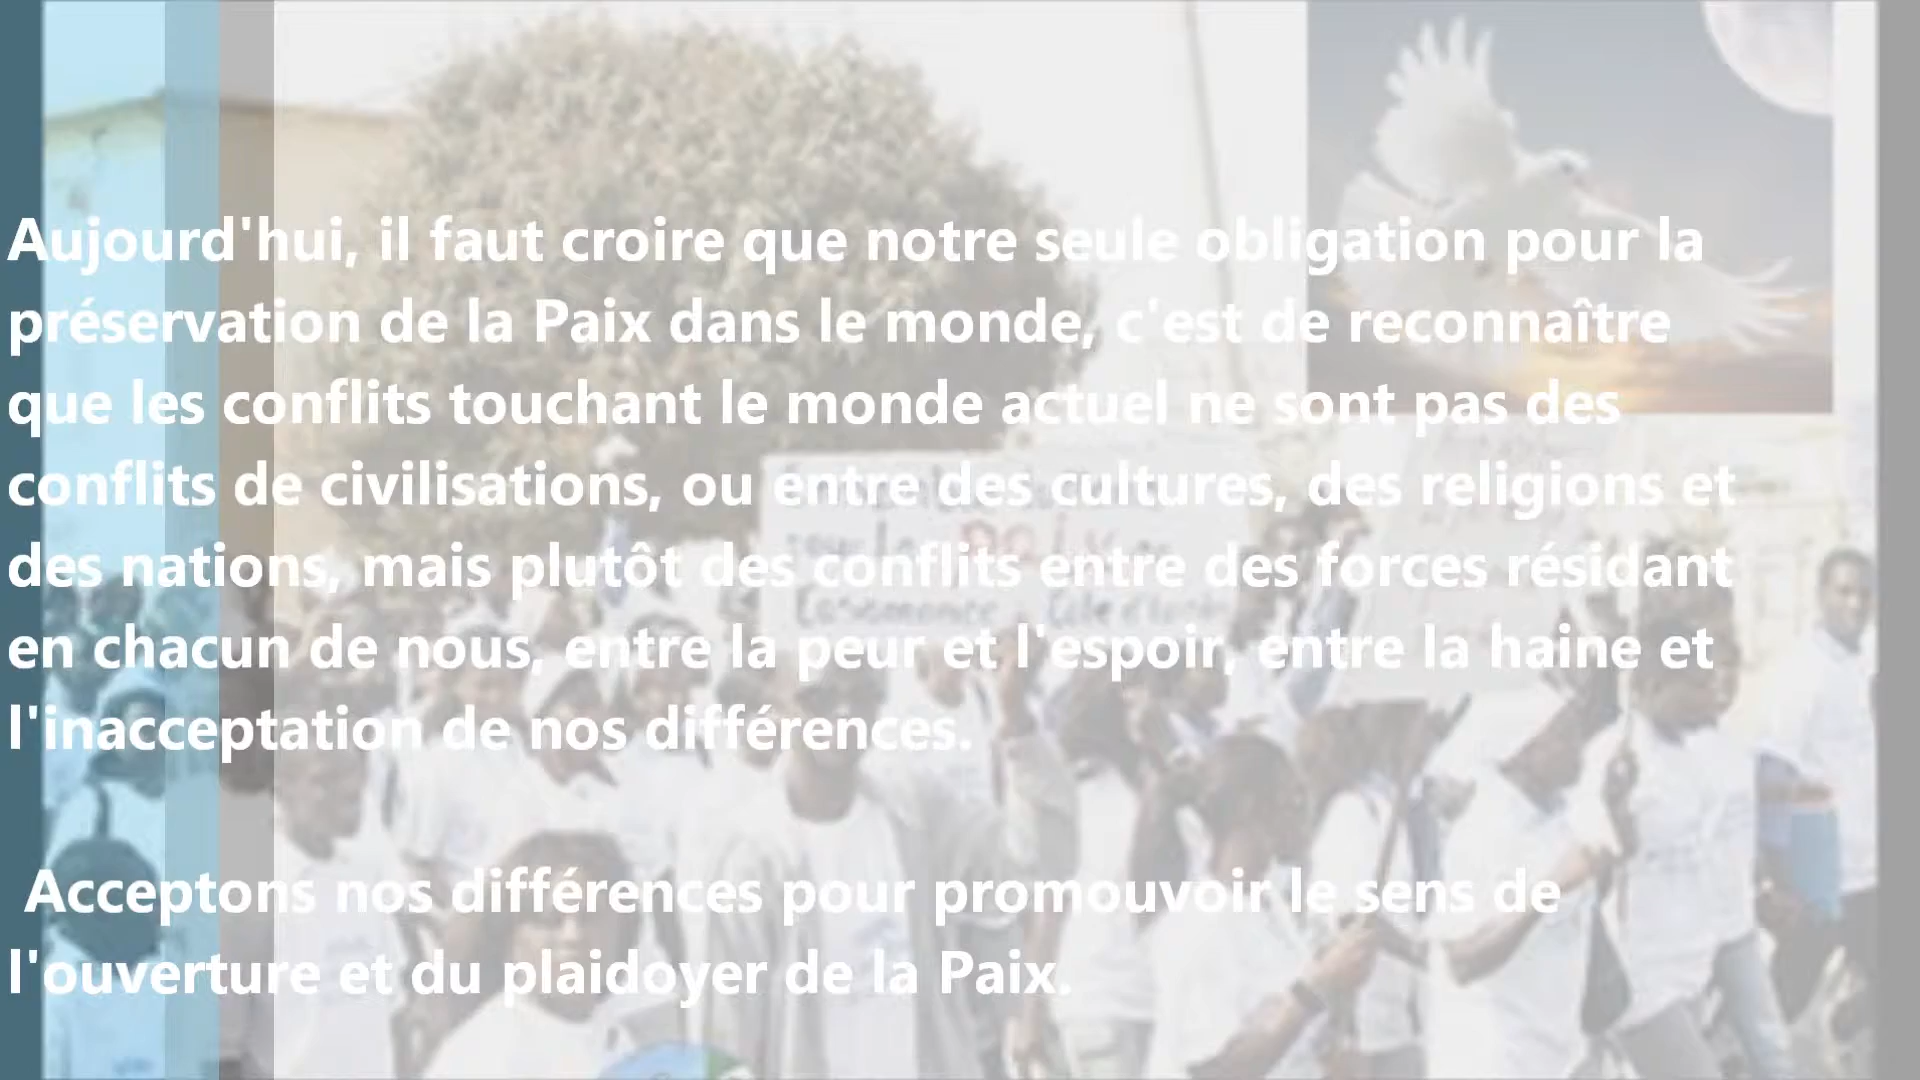 Aujourd'hui, il faut croire que notre seule obligation pour la
préservation de la Paix dans le monde, c'est de reconnaître
que les conflits touchant le monde actuel ne sont pas des
conflits de civilisations, ou entre des cultures, des religions et
des nations, mais plutôt des conflits entre des forces résidant
en chacun de nous, entre la peur et l'espoir, entre la haine et
l'inacceptation de nos différences.
Acceptons nos différences pour promouvoir le sens de
l'ouverture et du plaidoyer de la Paix.